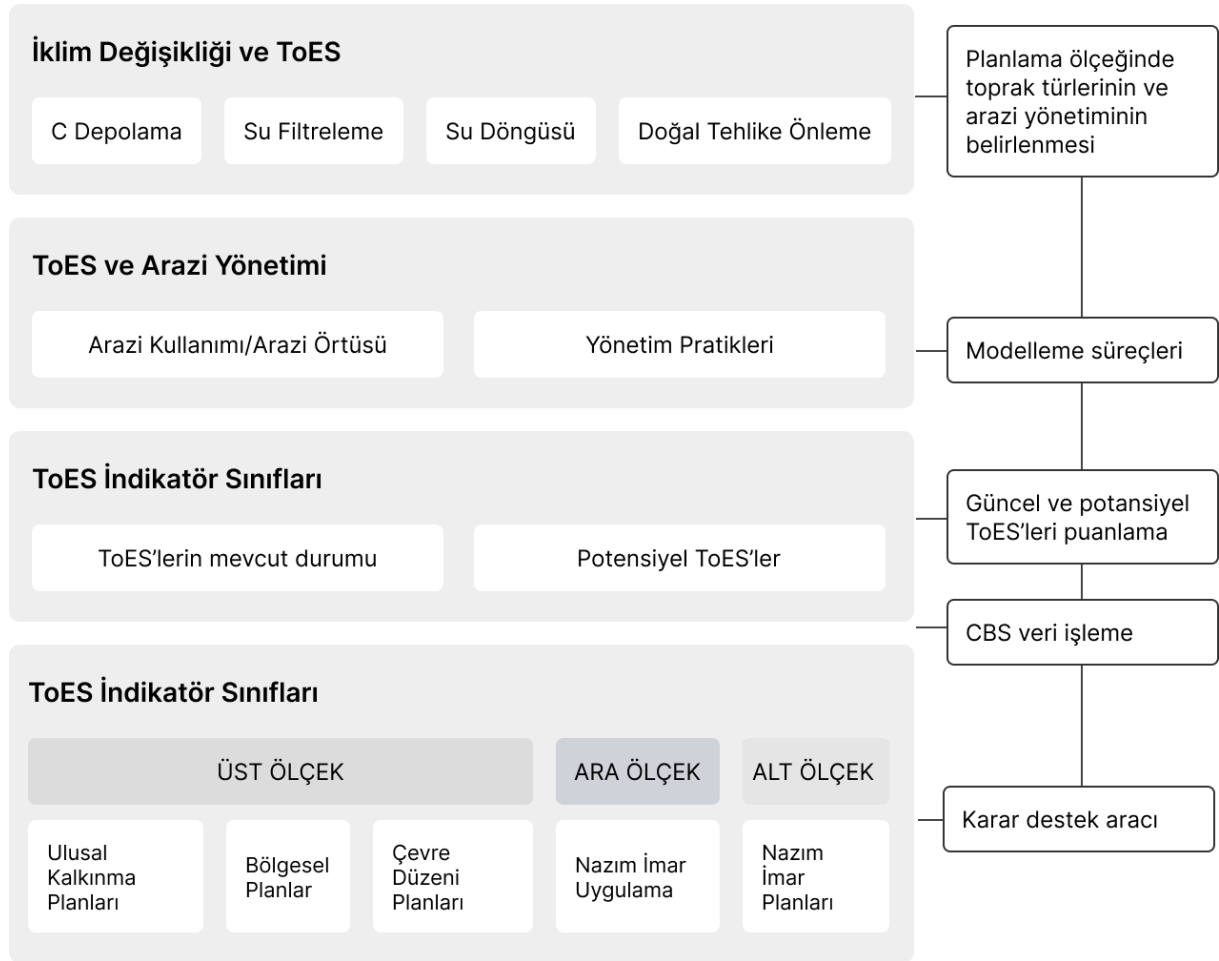 İklim Değişikliği ve ToES
C Depolama
Su Filtreleme
Su Döngüsü
Doğal Tehlike Önleme
Planlama ölçeğinde
toprak türlerinin ve
arazi yönetiminin
belirlenmesi
ToES ve Arazi Yönetimi
Arazi Kullanımı/Arazi Örtüsü
Yönetim Pratikleri
Modelleme süreçleri
ToES İndikatör Sınıfları
ToES’lerin mevcut durumu
Potensiyel ToES’ler
Güncel ve potansiyel
ToES’leri puanlama
CBS veri işleme
ToES İndikatör Sınıfları
ÜST ÖLÇEK
ARA ÖLÇEK
ALT ÖLÇEK
Ulusal
Kalkınma
Planları
Bölgesel
Planlar
Çevre
Düzeni
Planları
Nazım İmar
Uygulama
Nazım
İmar
Planları
Karar destek aracı